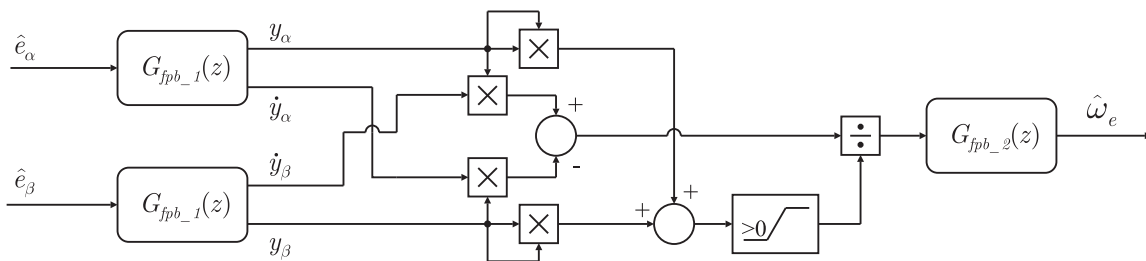 ê_α
G_fpb_1(z)
y_α
ẏ_α
×
×
+
-
÷
G_fpb_2(z)
ω̂_e
ê_β
G_fpb_1(z)
ẏ_β
y_β
×
×
+
+
>0